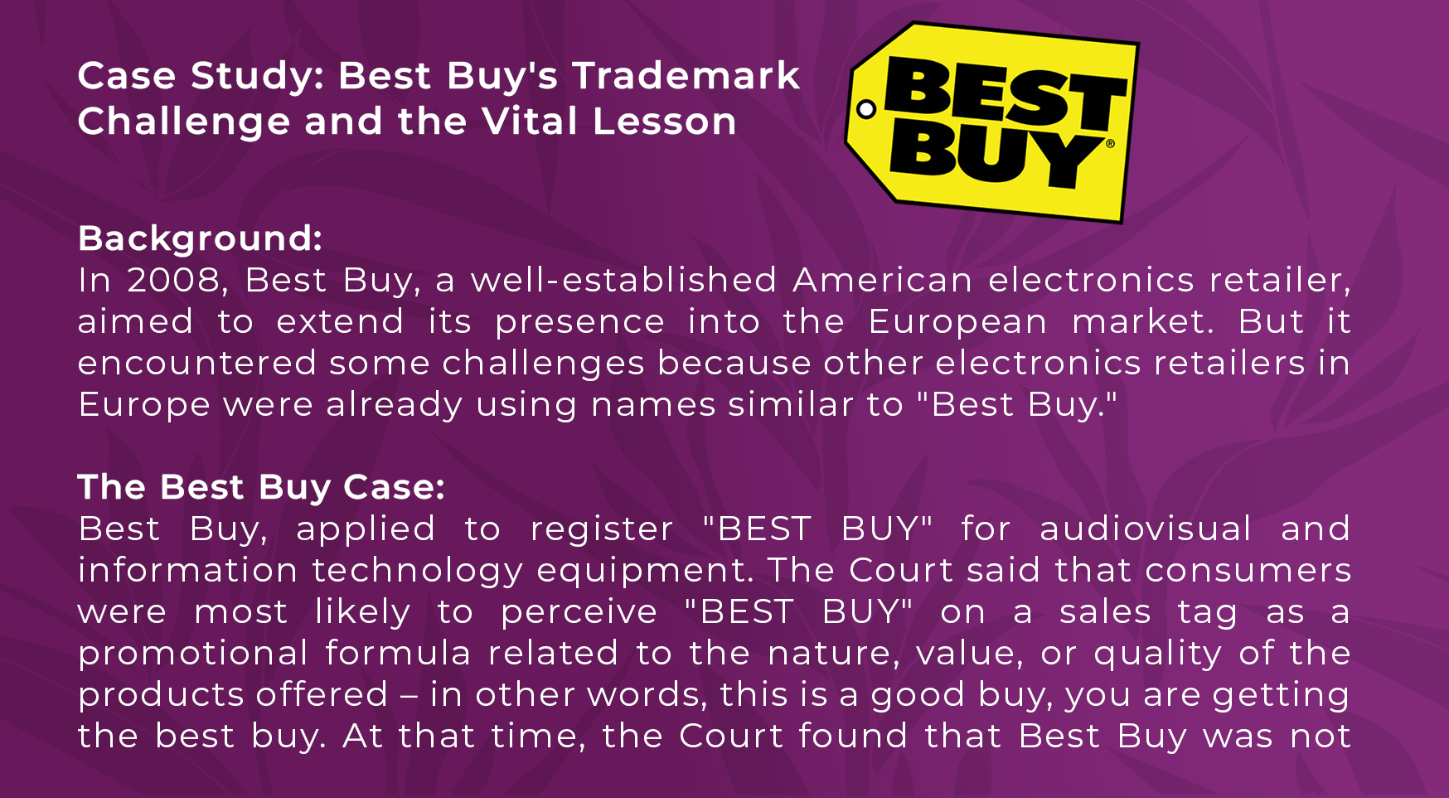 Case Study: Best Buy's Trademark
Challenge and the Vital Lesson
BEST
BUY®
Background:
In 2008, Best Buy, a well-established American electronics retailer,
aimed to extend its presence into the European market. But it
encountered some challenges because other electronics retailers in
Europe were already using names similar to "Best Buy."
The Best Buy Case:
Best Buy, applied to register "BEST BUY" for audiovisual and
information technology equipment. The Court said that consumers
were most likely to perceive "BEST BUY" on a sales tag as a
promotional formula related to the nature, value, or quality of the
products offered – in other words, this is a good buy, you are getting
the best buy. At that time, the Court found that Best Buy was not